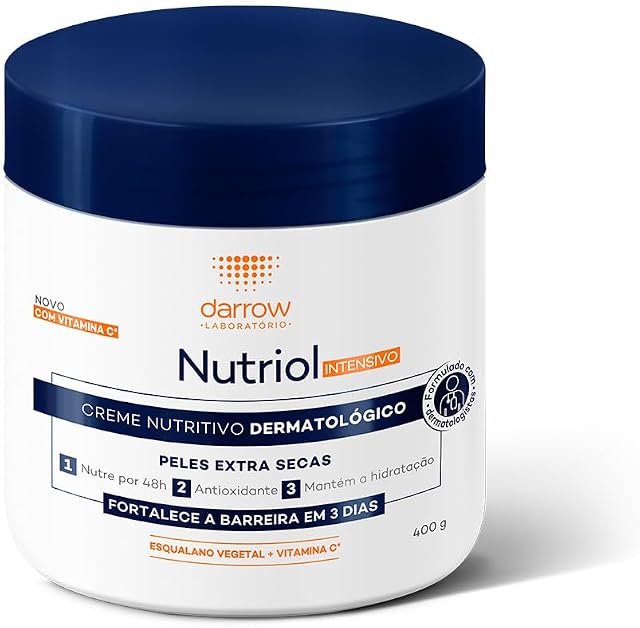 darrow
• LABORATÓRIO •
NOVO
COM VITAMINA C*
Nutriol INTENSIVO
Formulado com
dermatologistas
CREME NUTRITIVO DERMATOLÓGICO
PELES EXTRA SECAS
1 Nutre por 48h 2 Antioxidante 3 Mantém a hidratação
FORTALECE A BARREIRA EM 3 DIAS
400 g
ESQUALANO VEGETAL + VITAMINA C*